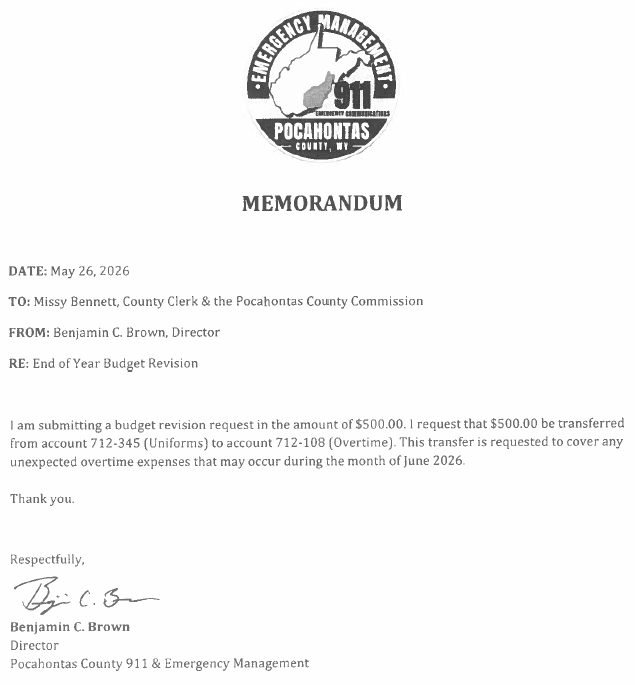 EMERGENCY MANAGEMENT
911
EMERGENCY COMMUNICATIONS
POCAHONTAS
COUNTY, WV
MEMORANDUM
DATE: May 26, 2026
TO: Missy Bennett, County Clerk & the Pocahontas County Commission
FROM: Benjamin C. Brown, Director
RE: End of Year Budget Revision
I am submitting a budget revision request in the amount of $500.00. I request that $500.00 be transferred
from account 712-345 (Uniforms) to account 712-108 (Overtime). This transfer is requested to cover any
unexpected overtime expenses that may occur during the month of June 2026.
Thank you.
Respectfully,
Benjamin C. Brown
Director
Pocahontas County 911 & Emergency Management